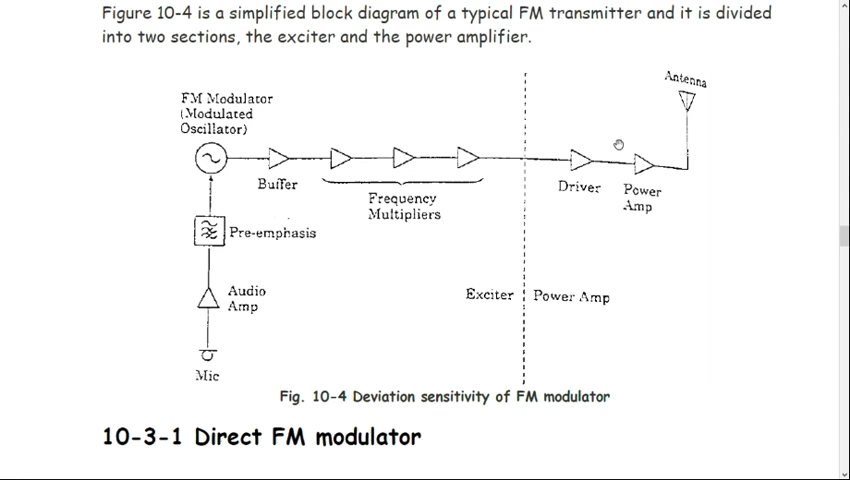 Figure 10-4 is a simplified block diagram of a typical FM transmitter and it is divided
into two sections, the exciter and the power amplifier.
Antenna
FM Modulator
(Modulated
Oscillator)
Buffer
Frequency
Multipliers
Driver
Power
Amp
Pre-emphasis
Audio
Amp
Exciter
Power Amp
Mic
Fig. 10-4 Deviation sensitivity of FM modulator
10-3-1 Direct FM modulator